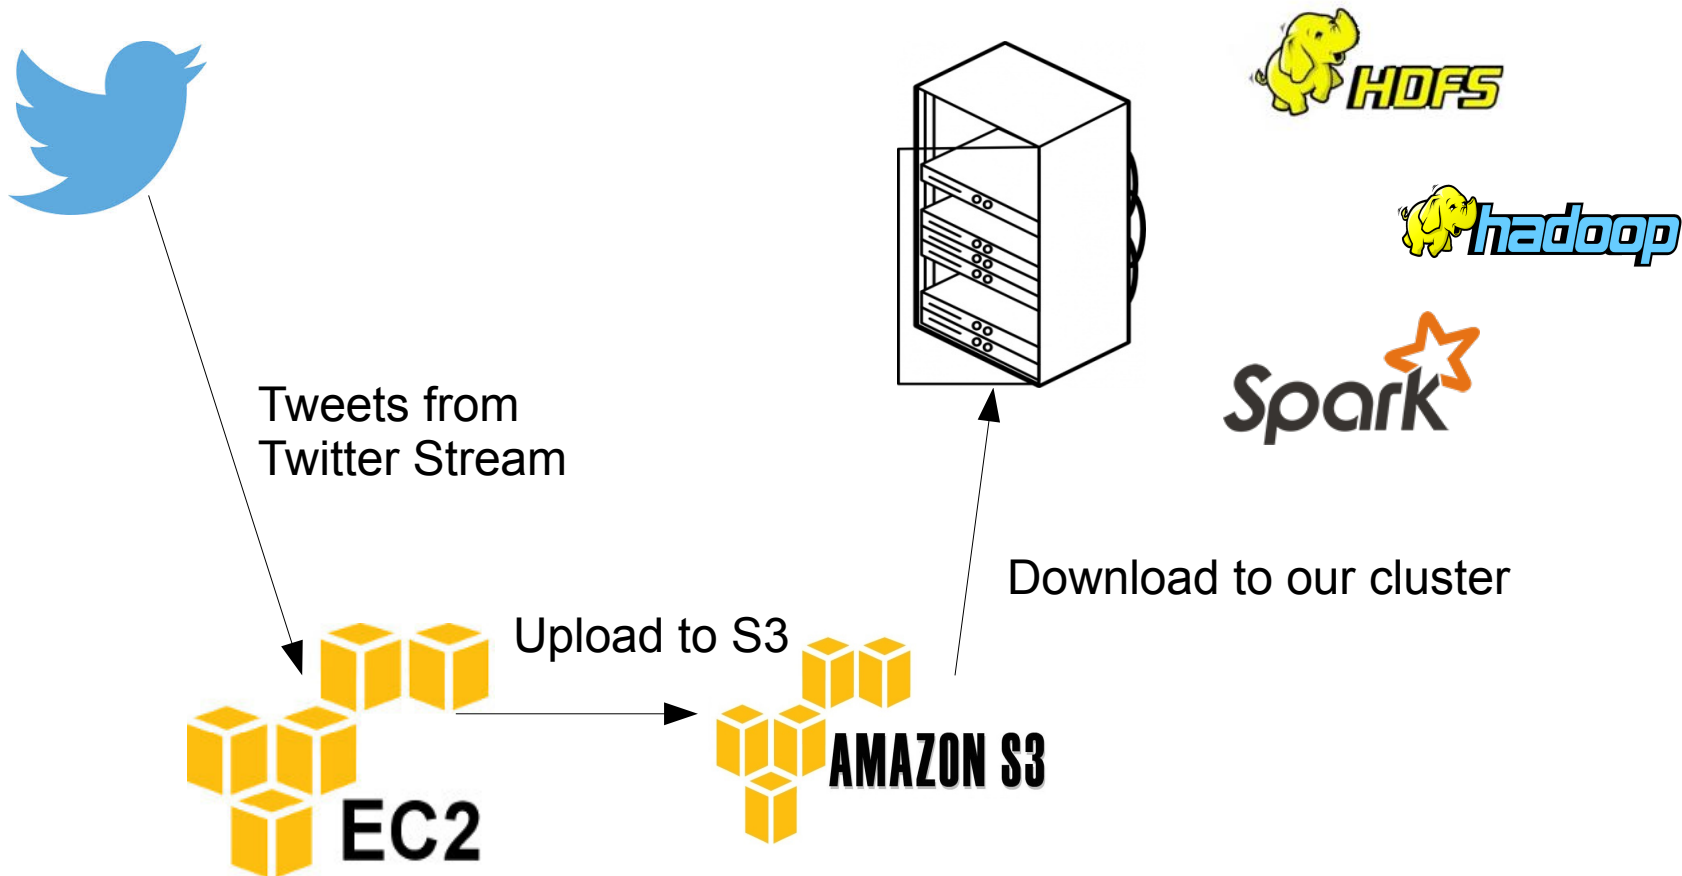 HDFS
hadoop
Spark
Tweets from
Twitter Stream
Download to our cluster
Upload to S3
AMAZON S3
EC2